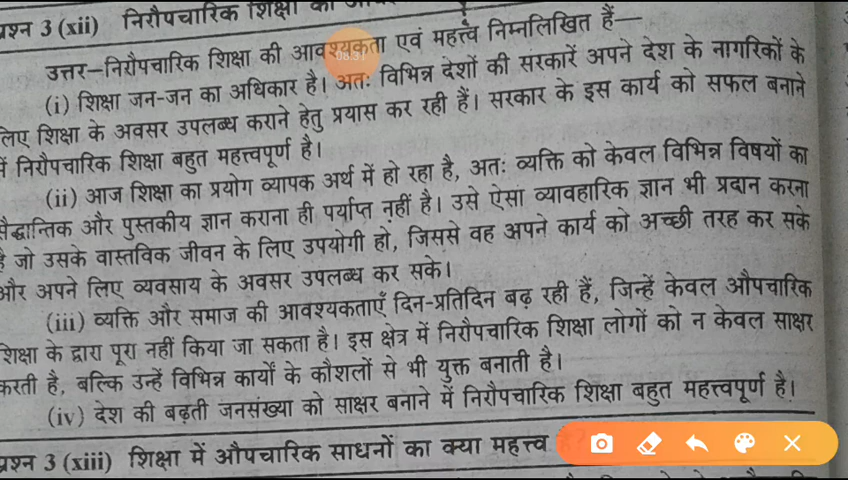 प्रश्न 3 (xii) निरौपचारिक शिक्षा की
उत्तर–निरौपचारिक शिक्षा की आवश्यकता एवं महत्त्व निम्नलिखित हैं—
(i) शिक्षा जन-जन का अधिकार है। अतः विभिन्न देशों की सरकारें अपने देश के नागरिकों के
लिए शिक्षा के अवसर उपलब्ध कराने हेतु प्रयास कर रही हैं। सरकार के इस कार्य को सफल बनाने
में निरौपचारिक शिक्षा बहुत महत्त्वपूर्ण है।
(ii) आज शिक्षा का प्रयोग व्यापक अर्थ में हो रहा है, अतः व्यक्ति को केवल विभिन्न विषयों का
सैद्धान्तिक और पुस्तकीय ज्ञान कराना ही पर्याप्त नहीं है। उसे ऐसा व्यावहारिक ज्ञान भी प्रदान करना
है जो उसके वास्तविक जीवन के लिए उपयोगी हो, जिससे वह अपने कार्य को अच्छी तरह कर सके
और अपने लिए व्यवसाय के अवसर उपलब्ध कर सके।
(iii) व्यक्ति और समाज की आवश्यकताएँ दिन-प्रतिदिन बढ़ रही हैं, जिन्हें केवल औपचारिक
शिक्षा के द्वारा पूरा नहीं किया जा सकता है। इस क्षेत्र में निरौपचारिक शिक्षा लोगों को न केवल साक्षर
करती है, बल्कि उन्हें विभिन्न कार्यों के कौशलों से भी युक्त बनाती है।
(iv) देश की बढ़ती जनसंख्या को साक्षर बनाने में निरौपचारिक शिक्षा बहुत महत्त्वपूर्ण है।
प्रश्न 3 (xiii) शिक्षा में औपचारिक साधनों का क्या महत्त्व